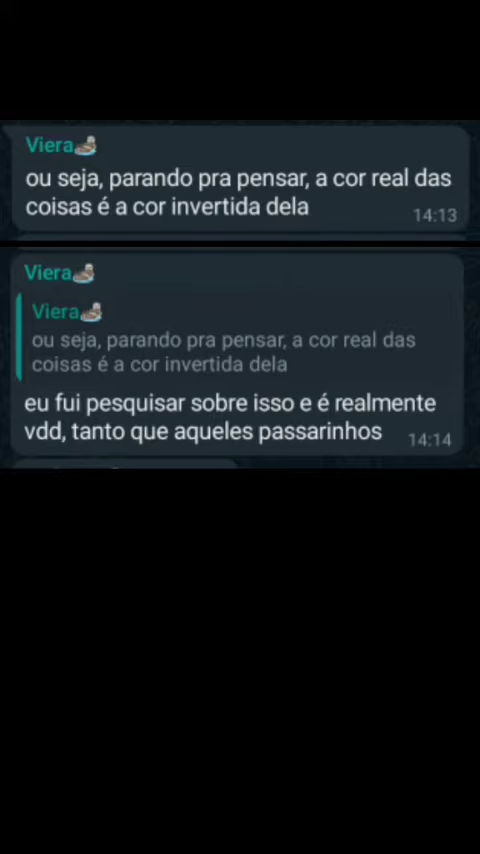 Viera
ou seja, parando pra pensar, a cor real das
coisas é a cor invertida dela
14:13
Viera
Viera
ou seja, parando pra pensar, a cor real das
coisas é a cor invertida dela
eu fui pesquisar sobre isso e é realmente
vdd, tanto que aqueles passarinhos
14:14